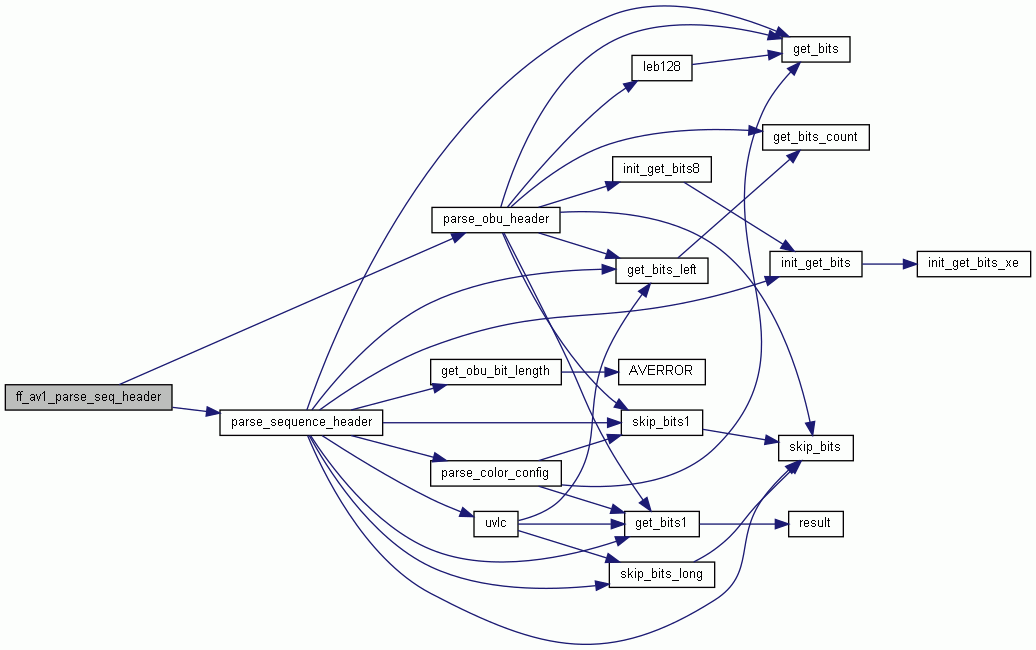 get_bits
leb128
get_bits_count
init_get_bits8
parse_obu_header
get_bits_left
init_get_bits
init_get_bits_xe
get_obu_bit_length
AVERROR
ff_av1_parse_seq_header
parse_sequence_header
skip_bits1
skip_bits
parse_color_config
uvlc
get_bits1
result
skip_bits_long